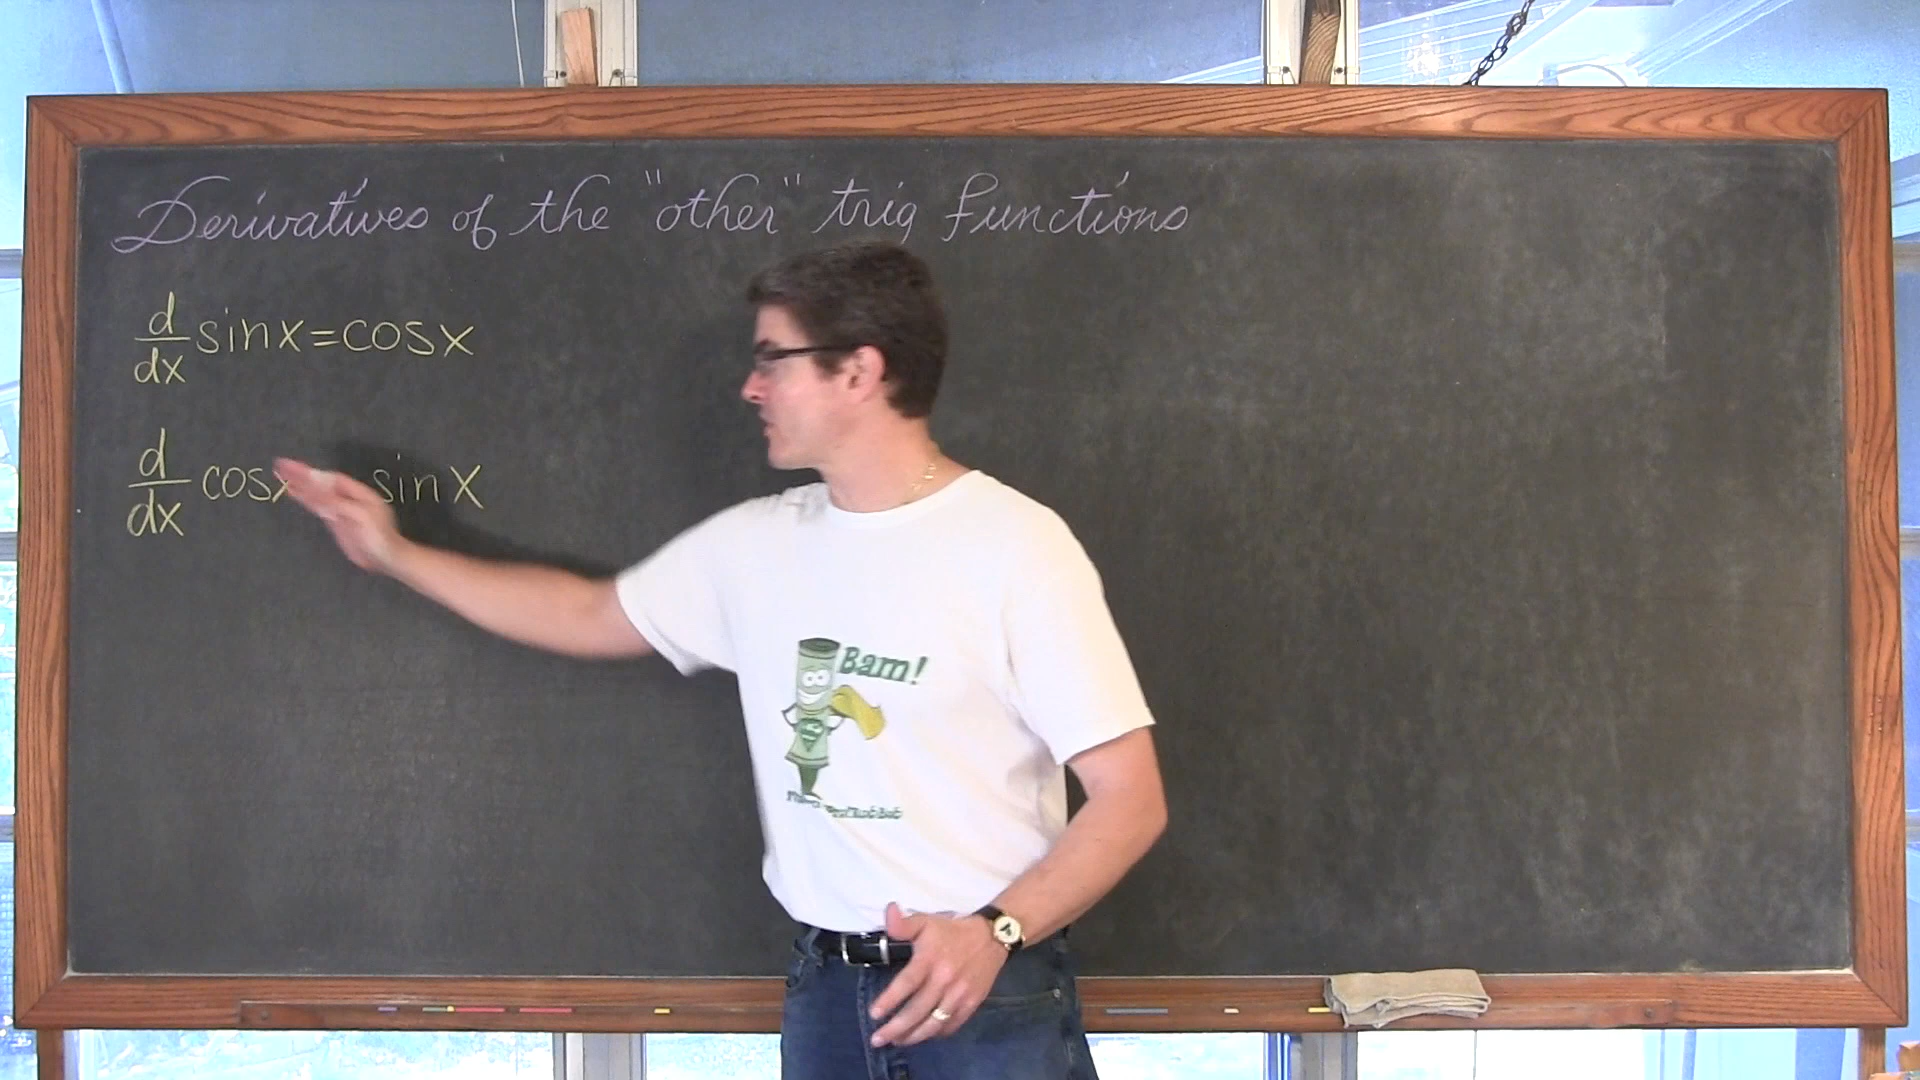 Derivatives of the "other" trig functions
d/dx sinx=cosx
d/dx cosx sinx
Bam!